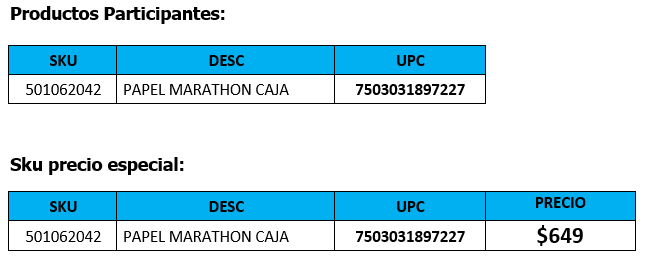 Productos Participantes:
SKU DESC UPC
501062042 PAPEL MARATHON CAJA 7503031897227
Sku precio especial:
SKU DESC UPC PRECIO
501062042 PAPEL MARATHON CAJA 7503031897227 $649